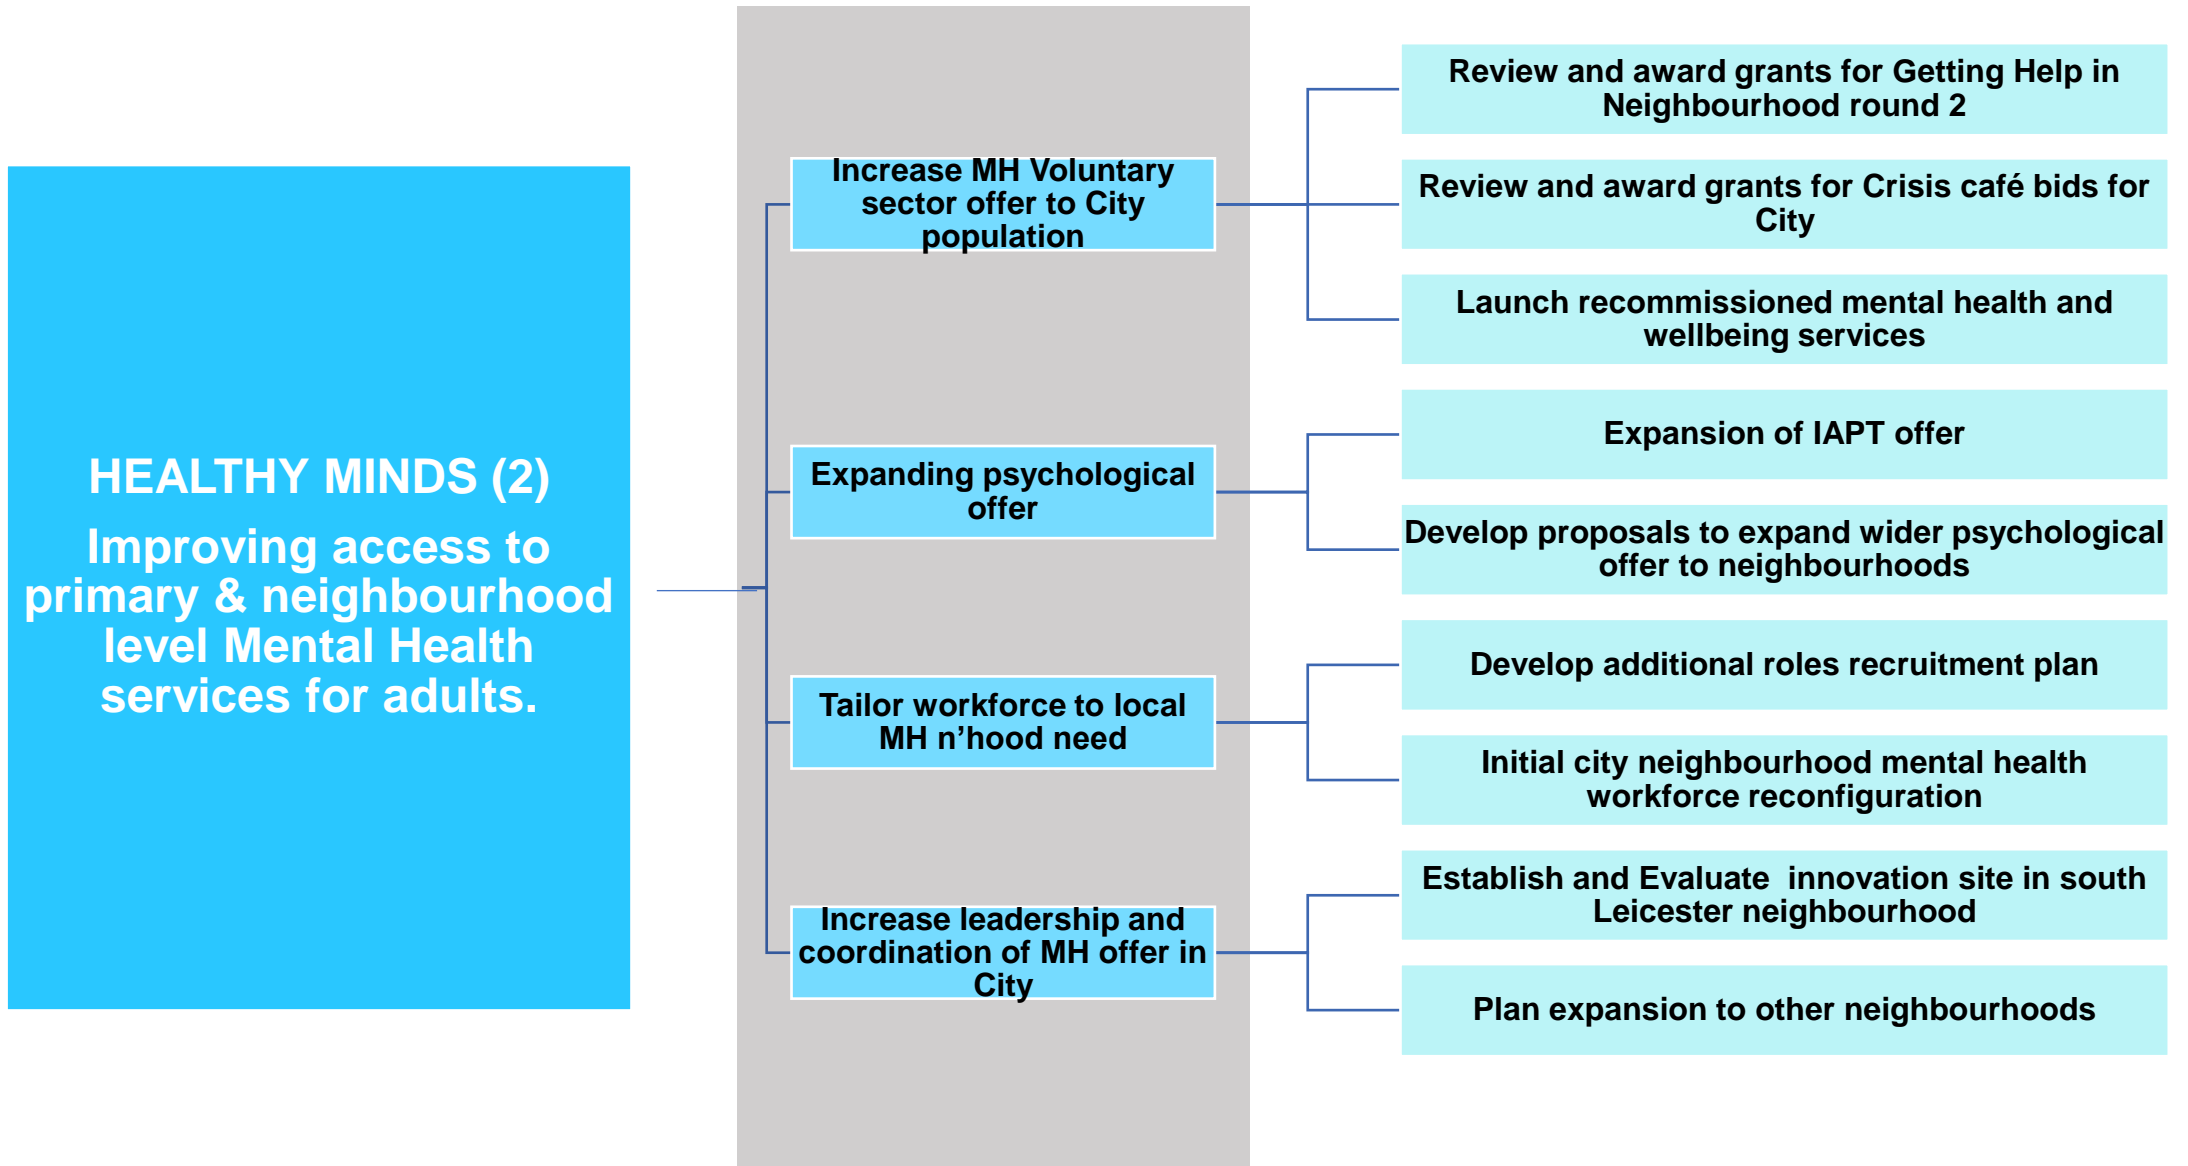 HEALTHY MINDS (2)
Improving access to
primary & neighbourhood
level Mental Health
services for adults.
Increase MH Voluntary
sector offer to City
population
Review and award grants for Getting Help in
Neighbourhood round 2
Review and award grants for Crisis café bids for
City
Launch recommissioned mental health and
wellbeing services
Expanding psychological
offer
Expansion of IAPT offer
Develop proposals to expand wider psychological
offer to neighbourhoods
Tailor workforce to local
MH n’hood need
Develop additional roles recruitment plan
Initial city neighbourhood mental health
workforce reconfiguration
Increase leadership and
coordination of MH offer in
City
Establish and Evaluate  innovation site in south
Leicester neighbourhood
Plan expansion to other neighbourhoods